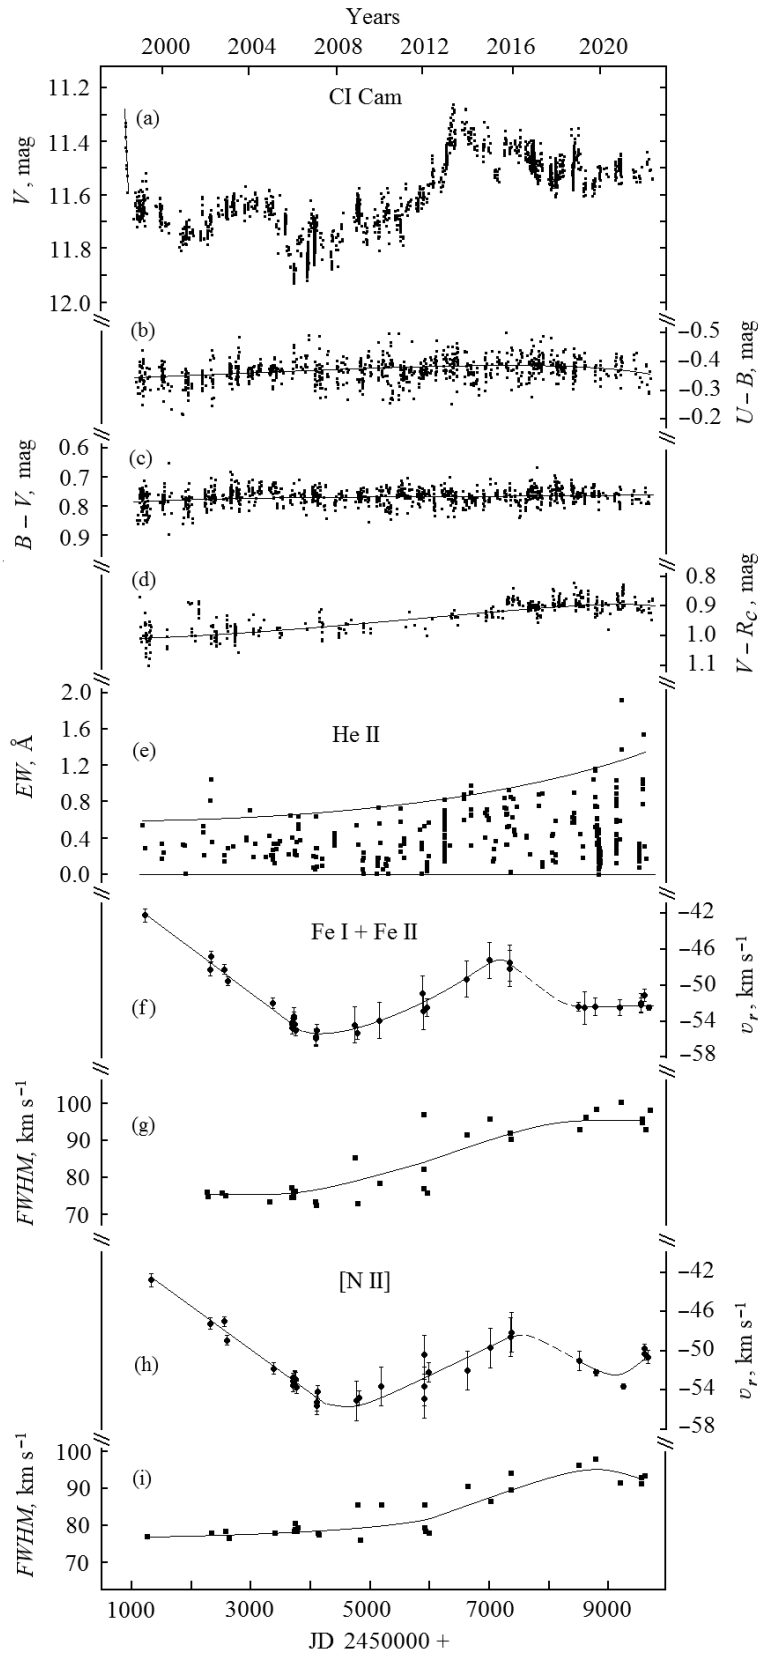 Years
2000 2004 2006 2008 2012 2016 2020
CI Cam
(a)
V, mag
11.2
11.4
11.6
11.8
12.0
(b)
U – B, mag
–0.5
–0.4
–0.3
–0.2
(c)
B – V, mag
0.6
0.7
0.8
0.9
(d)
V – R_C, mag
0.8
0.9
1.0
1.1
He II
(e)
EW, Å
2.0
1.6
1.2
0.8
0.4
0.0
Fe I + Fe II
(f)
v_r, km s⁻¹
–42
–46
–50
–54
–58
(g)
FWHM, km s⁻¹
100
90
80
70
[N II]
(h)
v_r, km s⁻¹
–42
–46
–50
–54
–58
(i)
FWHM, km s⁻¹
100
90
80
70
1000 3000 5000 7000 9000
JD 2450000 +